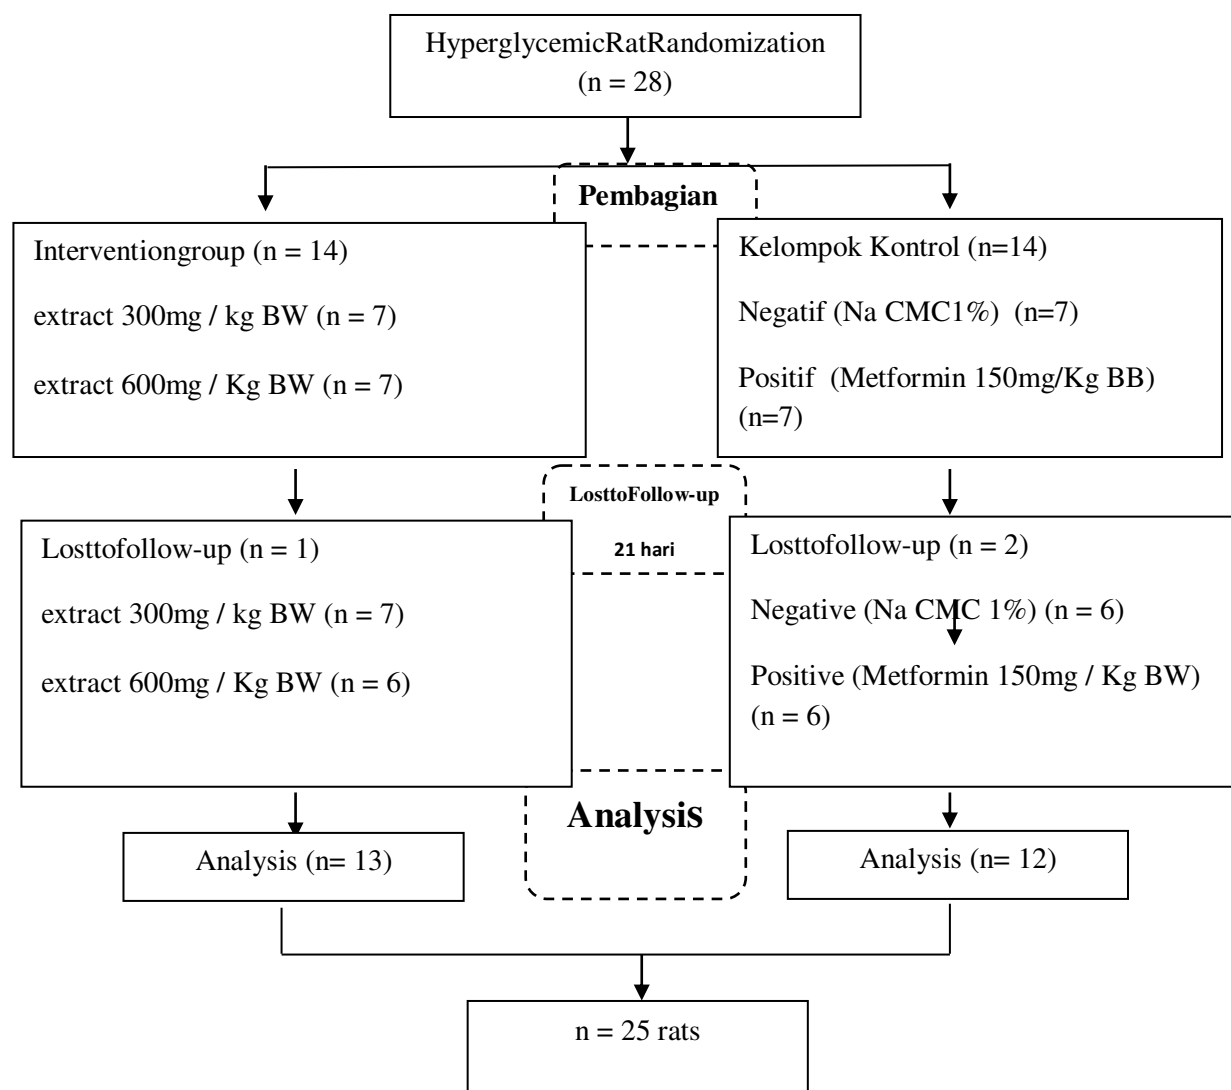 HyperglycemicRatRandomization
(n = 28)
Pembagian
Interventiongroup (n = 14)
extract 300mg / kg BW (n = 7)
extract 600mg / Kg BW (n = 7)
Kelompok Kontrol (n=14)
Negatif (Na CMC1%) (n=7)
Positif (Metformin 150mg/Kg BB)
(n=7)
LosttoFollow-up
21 hari
Losttofollow-up (n = 1)
extract 300mg / kg BW (n = 7)
extract 600mg / Kg BW (n = 6)
Losttofollow-up (n = 2)
Negative (Na CMC 1%) (n = 6)
Positive (Metformin 150mg / Kg BW)
(n = 6)
Analysis
Analysis (n= 13)
Analysis (n= 12)
n = 25 rats